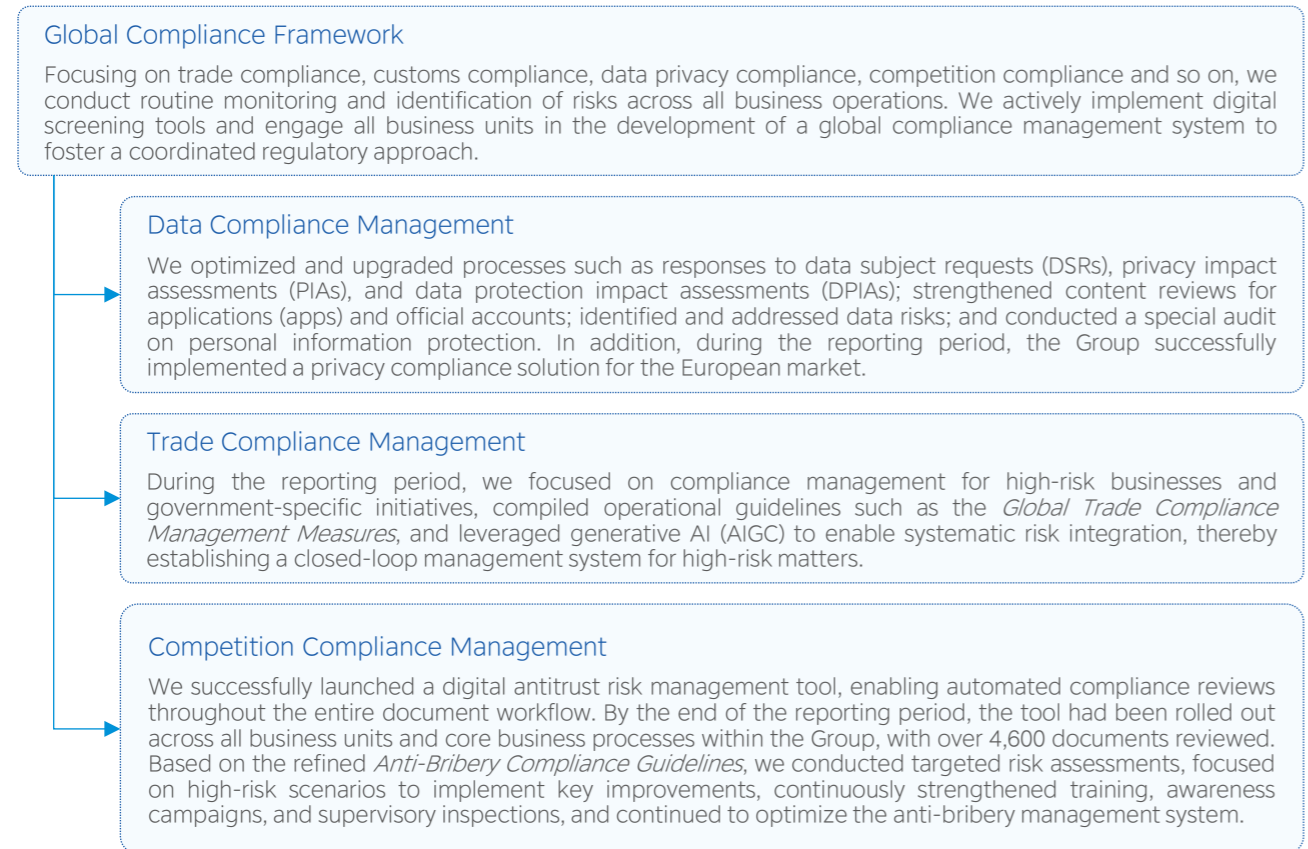 Global Compliance Framework
Focusing on trade compliance, customs compliance, data privacy compliance, competition compliance and so on, we
conduct routine monitoring and identification of risks across all business operations. We actively implement digital
screening tools and engage all business units in the development of a global compliance management system to
foster a coordinated regulatory approach.
Data Compliance Management
We optimized and upgraded processes such as responses to data subject requests (DSRs), privacy impact
assessments (PIAs), and data protection impact assessments (DPIAs); strengthened content reviews for
applications (apps) and official accounts; identified and addressed data risks; and conducted a special audit
on personal information protection. In addition, during the reporting period, the Group successfully
implemented a privacy compliance solution for the European market.
Trade Compliance Management
During the reporting period, we focused on compliance management for high-risk businesses and
government-specific initiatives, compiled operational guidelines such as the Global Trade Compliance
Management Measures, and leveraged generative AI (AIGC) to enable systematic risk integration, thereby
establishing a closed-loop management system for high-risk matters.
Competition Compliance Management
We successfully launched a digital antitrust risk management tool, enabling automated compliance reviews
throughout the entire document workflow. By the end of the reporting period, the tool had been rolled out
across all business units and core business processes within the Group, with over 4,600 documents reviewed.
Based on the refined Anti-Bribery Compliance Guidelines, we conducted targeted risk assessments, focused
on high-risk scenarios to implement key improvements, continuously strengthened training, awareness
campaigns, and supervisory inspections, and continued to optimize the anti-bribery management system.